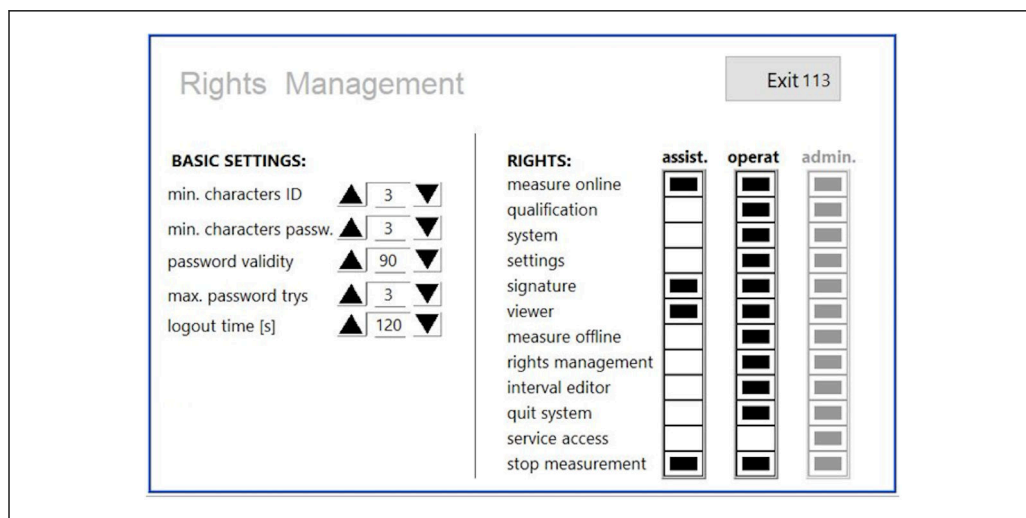 Rights Management
Exit 113
BASIC SETTINGS:
min. characters ID 3
min. characters passw. 3
password validity 90
max. password trys 3
logout time [s] 120
RIGHTS: assist. operat admin.
measure online
qualification
system
settings
signature
viewer
measure offline
rights management
interval editor
quit system
service access
stop measurement